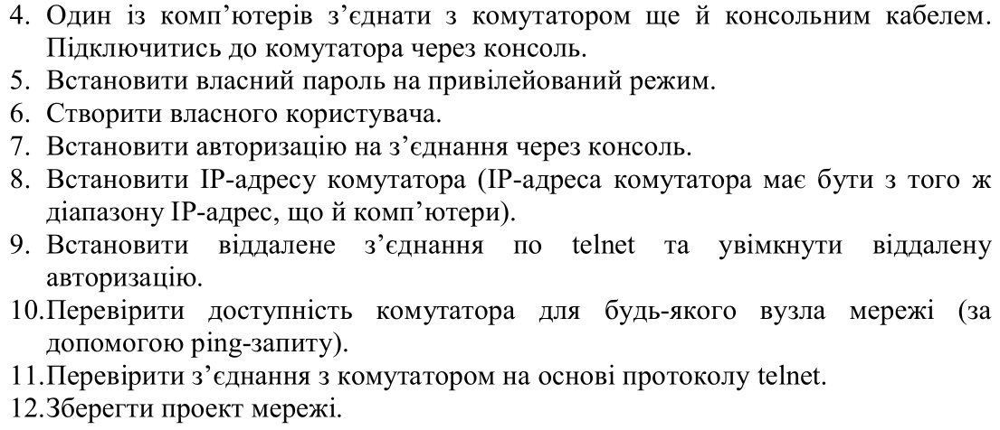 4. Один із комп’ютерів з’єднати з комутатором ще й консольним кабелем.
Підключитись до комутатора через консоль.
5. Встановити власний пароль на привілейований режим.
6. Створити власного користувача.
7. Встановити авторизацію на з’єднання через консоль.
8. Встановити IP-адресу комутатора (IP-адреса комутатора має бути з того ж
діапазону IP-адрес, що й комп’ютери).
9. Встановити віддалене з’єднання по telnet та увімкнути віддалену
авторизацію.
10.Перевірити доступність комутатора для будь-якого вузла мережі (за
допомогою ping-запиту).
11.Перевірити з’єднання з комутатором на основі протоколу telnet.
12.Зберегти проект мережі.